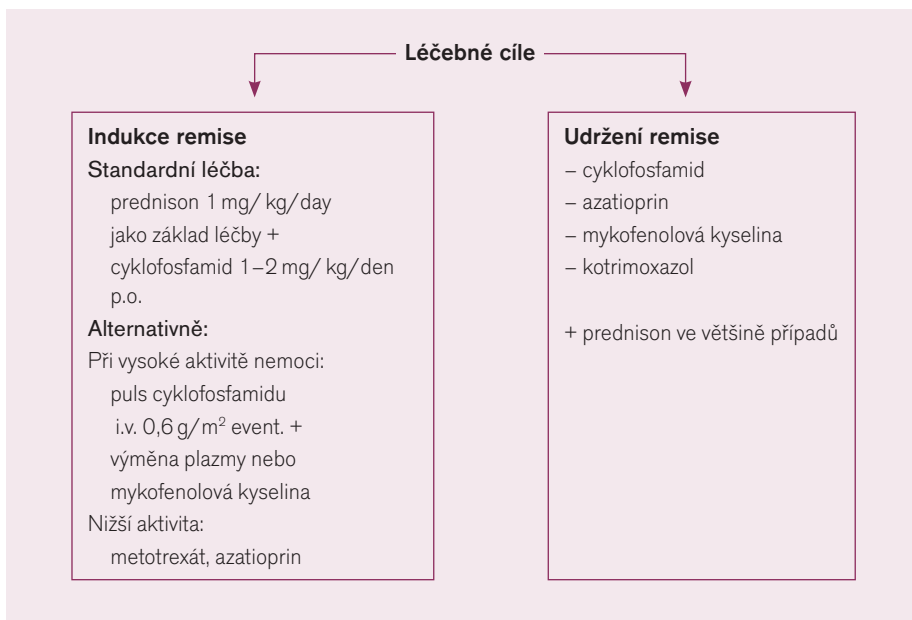 Léčebné cíle
Indukce remise
Standardní léčba:
prednison 1 mg/ kg/day
jako základ léčby +
cyklofosfamid 1–2 mg/ kg/den
p.o.
Alternativně:
Při vysoké aktivitě nemoci:
puls cyklofosfamidu
i.v. 0,6 g/m² event. +
výměna plazmy nebo
mykofenolová kyselina
Nižší aktivita:
metotrexát, azatioprin
Udržení remise
– cyklofosfamid
– azatioprin
– mykofenolová kyselina
– kotrimoxazol
+ prednison ve většině případů